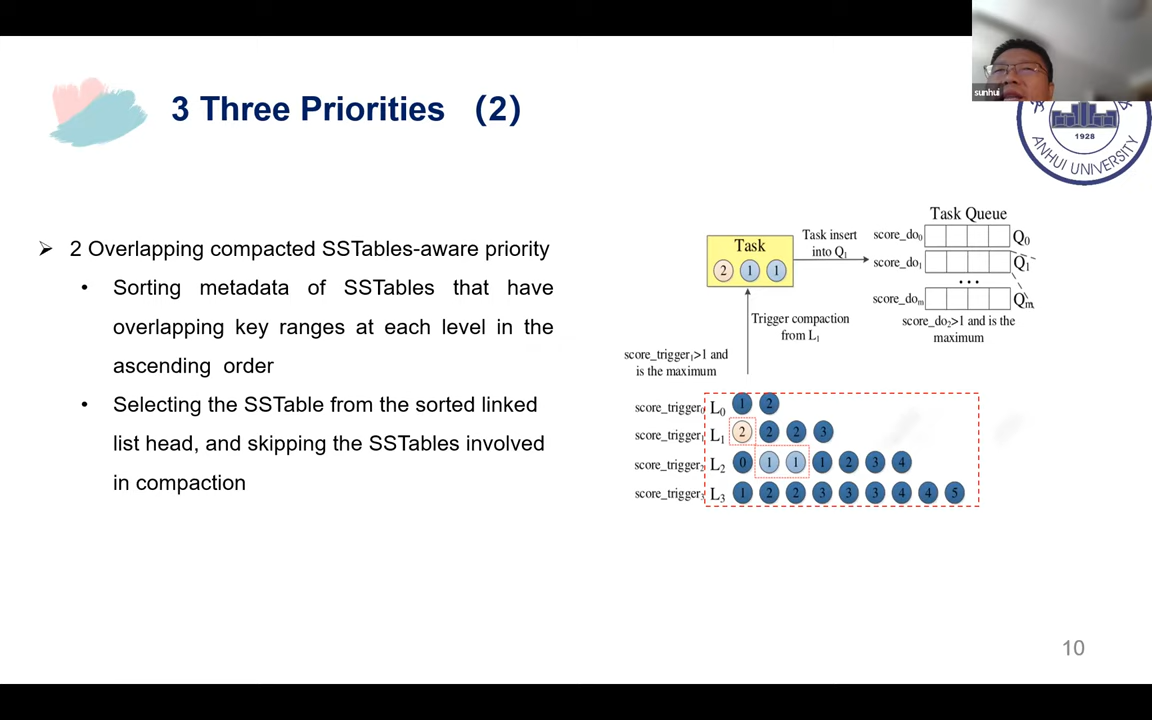 sunhui
3 Three Priorities (2)
1928
ANHUI UNIVERSITY
➢ 2 Overlapping compacted SSTables-aware priority
• Sorting metadata of SSTables that have
overlapping key ranges at each level in the
ascending order
• Selecting the SSTable from the sorted linked
list head, and skipping the SSTables involved
in compaction
Task Queue
Task
2 1 1
Task insert
into Q1
score_do0 Q0
score_do1 Q1
...
score_dom Qm
score_do2>1 and is the
maximum
Trigger compaction
from L1
score_trigger1>1 and
is the maximum
score_trigger0 L0 1 2
score_trigger1 L1 2 2 2 3
score_trigger2 L2 0 1 1 1 2 3 4
score_trigger3 L3 1 2 2 3 3 3 4 4 5
10